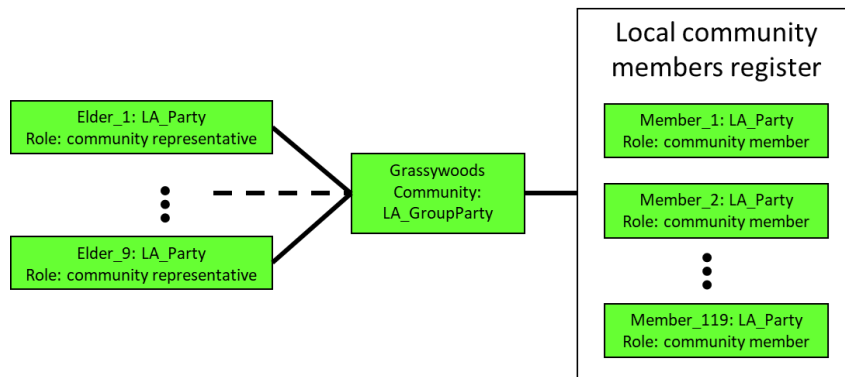 Local community
members register
Elder_1: LA_Party
Role: community representative
Member_1: LA_Party
Role: community member
Grassywoods
Community:
LA_GroupParty
Member_2: LA_Party
Role: community member
Elder_9: LA_Party
Role: community representative
Member_119: LA_Party
Role: community member